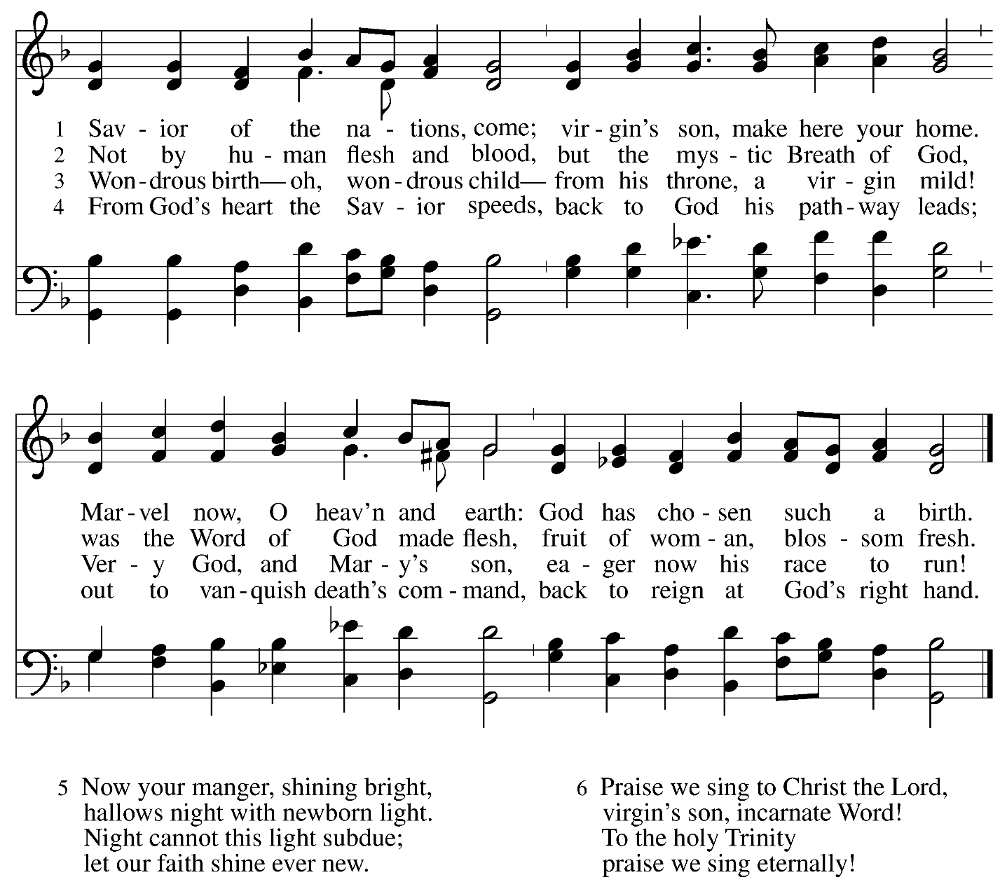 1 Sav - ior of the na - tions, come; vir - gin's son, make here your home.
2 Not by hu - man flesh and blood, but the mys - tic Breath of God,
3 Won - drous birth—oh, won - drous child— from his throne, a vir - gin mild!
4 From God's heart the Sav - ior speeds, back to God his path - way leads;
Mar - vel now, O heav'n and earth: God has cho - sen such a birth.
was the Word of God made flesh, fruit of wom - an, blos - som fresh.
Ver - y God, and Mar - y's son, ea - ger now his race to run!
out to van - quish death's com - mand, back to reign at God's right hand.
5 Now your manger, shining bright,
hallows night with newborn light.
Night cannot this light subdue;
let our faith shine ever new.
6 Praise we sing to Christ the Lord,
virgin's son, incarnate Word!
To the holy Trinity
praise we sing eternally!